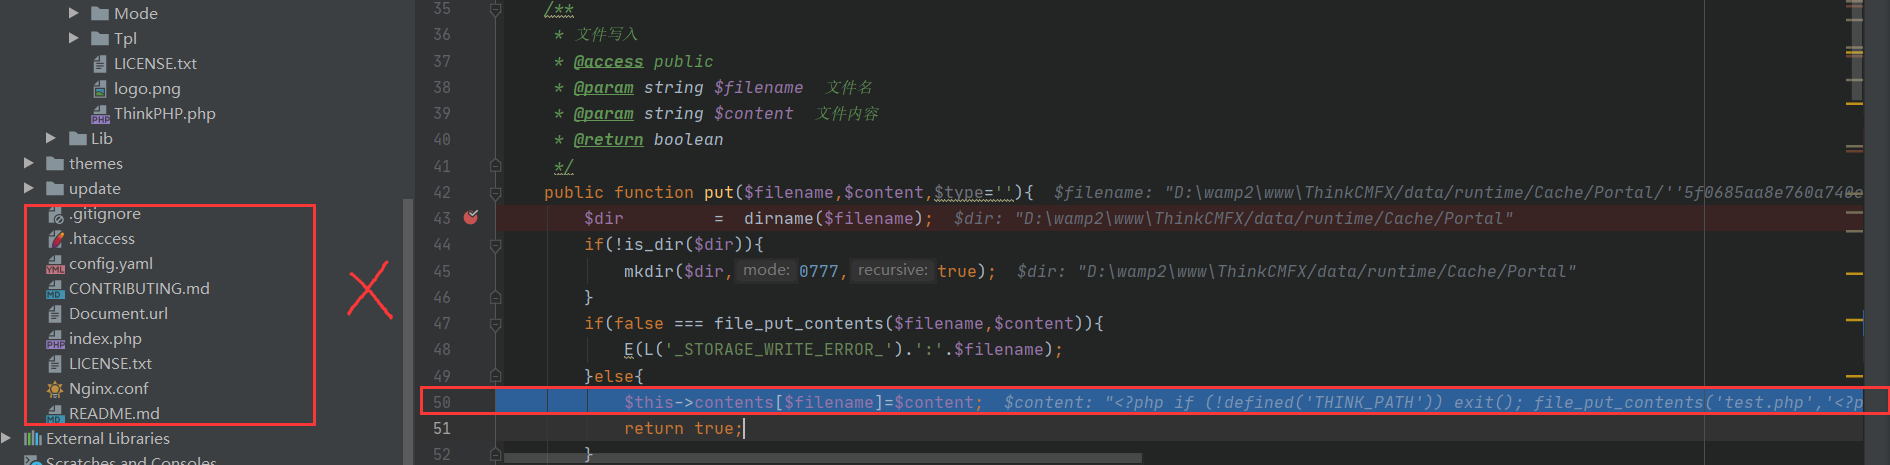 Mode
Tpl
LICENSE.txt
logo.png
ThinkPHP.php
Lib
themes
update
.gitignore
.htaccess
config.yaml
CONTRIBUTING.md
Document.url
index.php
LICENSE.txt
Nginx.conf
README.md
External Libraries
Scratches and Consoles
35 /**
36 * 文件写入
37 * @access public
38 * @param string $filename 文件名
39 * @param string $content 文件内容
40 * @return boolean
41 */
42 public function put($filename,$content,$type=''){ $filename: "D:\wamp2\www\ThinkCMFX/data/runtime/Cache/Portal/''5f0685aa8e760a740e
43 $dir = dirname($filename); $dir: "D:\wamp2\www\ThinkCMFX/data/runtime/Cache/Portal"
44 if(!is_dir($dir)){
45 mkdir($dir, mode: 0777, recursive: true); $dir: "D:\wamp2\www\ThinkCMFX/data/runtime/Cache/Portal"
46 }
47 if(false === file_put_contents($filename,$content)){
48 E(L('_STORAGE_WRITE_ERROR_').':'.$filename);
49 }else{
50 $this->contents[$filename]=$content; $content: "<?php if (!defined('THINK_PATH')) exit(); file_put_contents('test.php','<?p
51 return true;
52 }